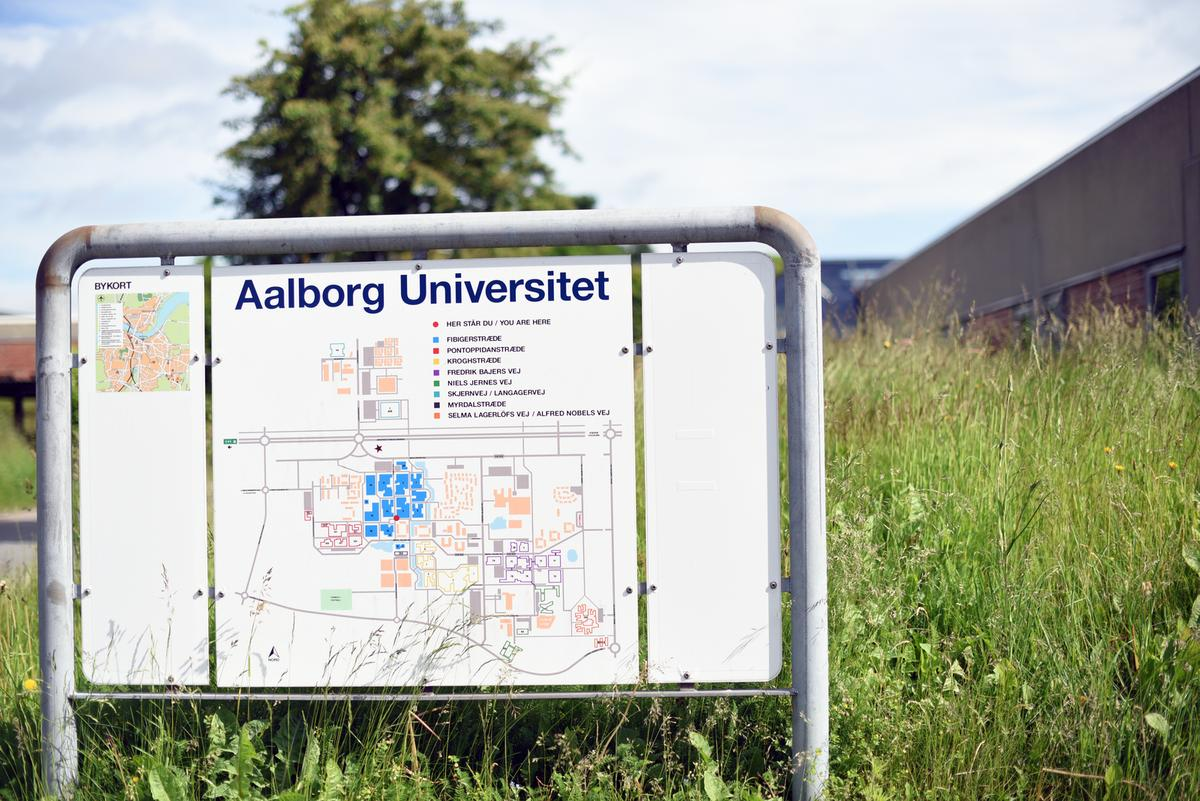 BYKORT
Aalborg Universitet
HER STÅR DU / YOU ARE HERE
FIBIGERSTRÆDE
PONTOPPIDANSTRÆDE
KROGHSTRÆDE
FREDRIK BAJERS VEJ
NIELS JERNES VEJ
SKJERNVEJ / LANGAGERVEJ
MYRDALSTRÆDE
SELMA LAGERLÖFS VEJ / ALFRED NOBELS VEJ
NORD